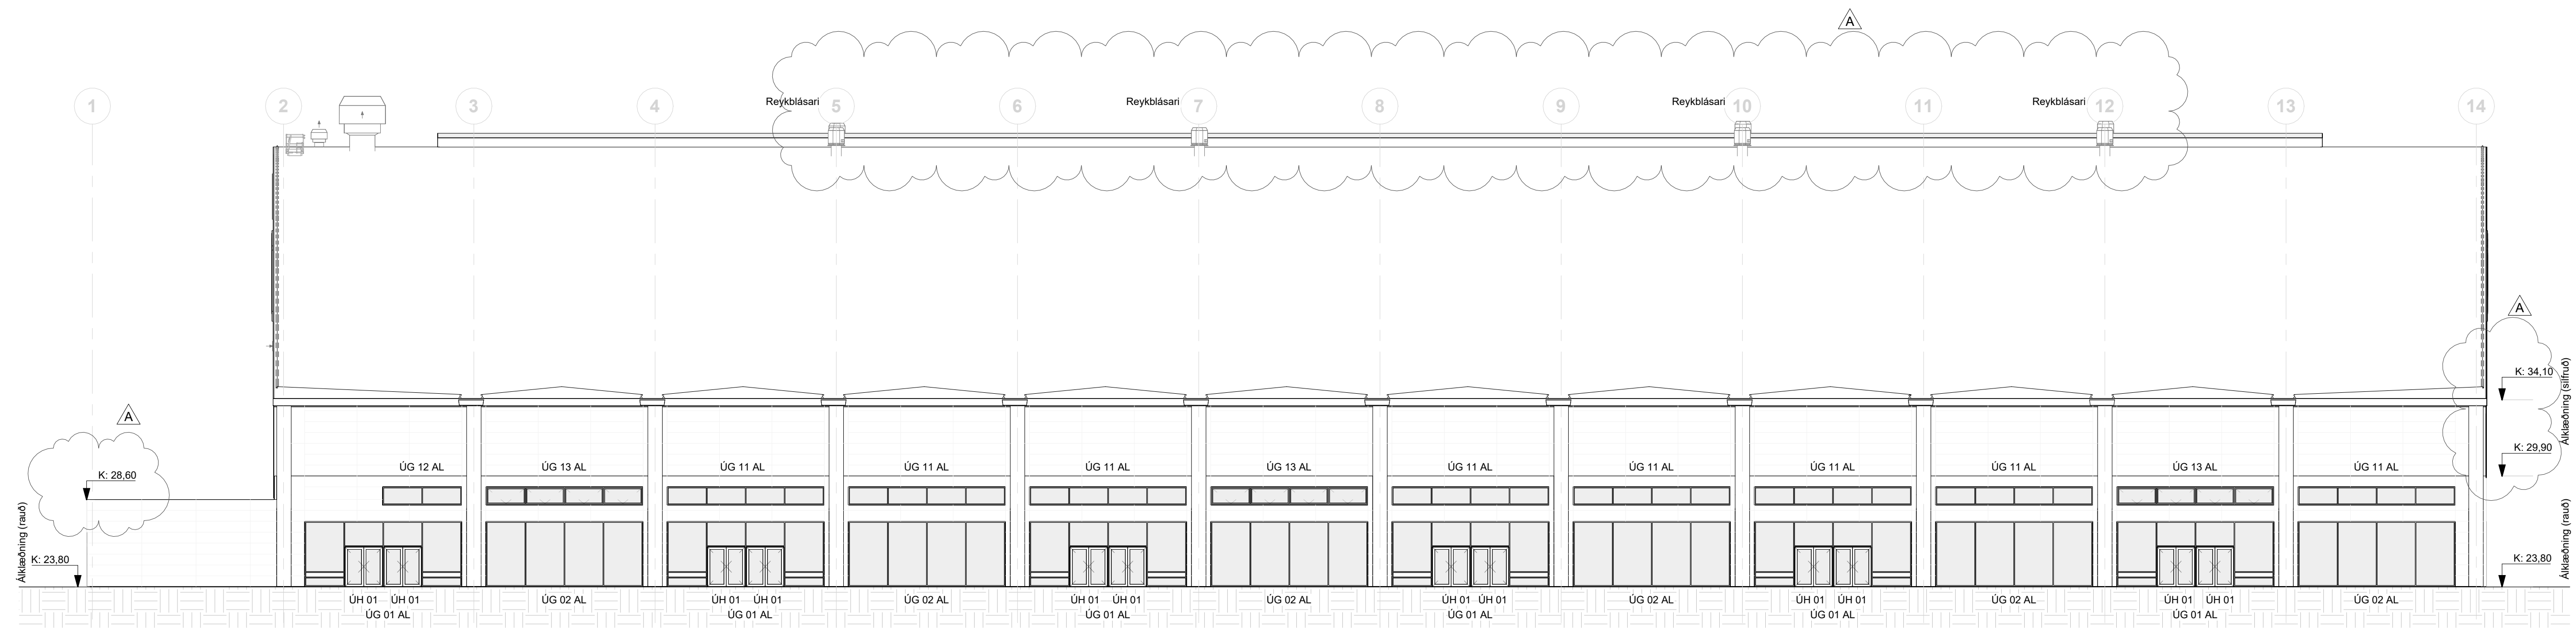 A
1
2
3
4
Reykblásari
5
6
Reykblásari
7
8
9
Reykblásari
10
11
Reykblásari
12
13
14
A
K: 34,10
Álklæðning (silfruð)
A
K: 28,60
K: 29,90
ÚG 12 AL
ÚG 13 AL
ÚG 11 AL
ÚG 11 AL
ÚG 11 AL
ÚG 13 AL
ÚG 11 AL
ÚG 11 AL
ÚG 11 AL
ÚG 11 AL
ÚG 13 AL
ÚG 11 AL
Álklæðning (rauð)
K: 23,80
K: 23,80
Álklæðning (rauð)
ÚH 01 ÚH 01
ÚG 01 AL
ÚG 02 AL
ÚH 01 ÚH 01
ÚG 01 AL
ÚG 02 AL
ÚH 01 ÚH 01
ÚG 01 AL
ÚG 02 AL
ÚH 01 ÚH 01
ÚG 01 AL
ÚG 02 AL
ÚH 01 ÚH 01
ÚG 01 AL
ÚG 02 AL
ÚH 01 ÚH 01
ÚG 01 AL
ÚG 02 AL